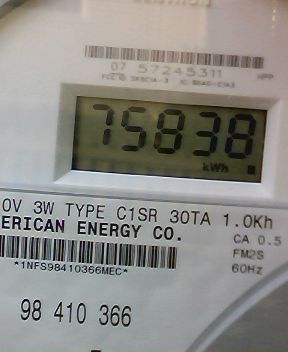 07 57245311
HPP
75838
kWh
0V 3W TYPE C1SR 30TA 1.0Kh
ERICAN ENERGY CO.
CA 0.5
FM2S
60Hz
*1NFS98410366MEC*
98 410 366